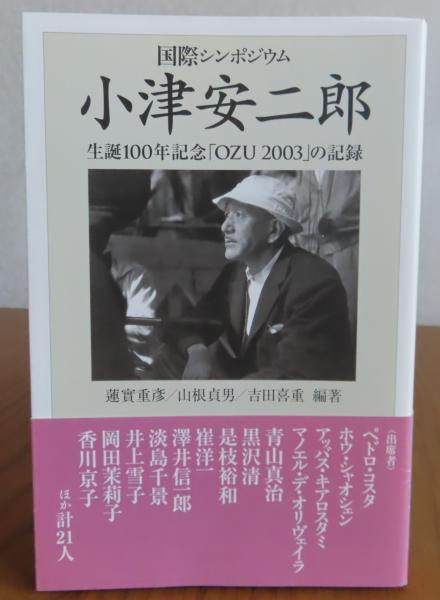 国際シンポジウム
小津安二郎
生誕100年記念「OZU 2003」の記録
蓮實重彦／山根貞男／吉田喜重 編著
〈出席者〉
ペドロ・コスタ
ホウ・シャオシェン
アッバス・キアロスタミ
マノエル・デ・オリヴェイラ
青山真治
黒沢清
是枝裕和
崔洋一
澤井信一郎
淡島千景
井上雪子
岡田茉莉子
香川京子
ほか計21人